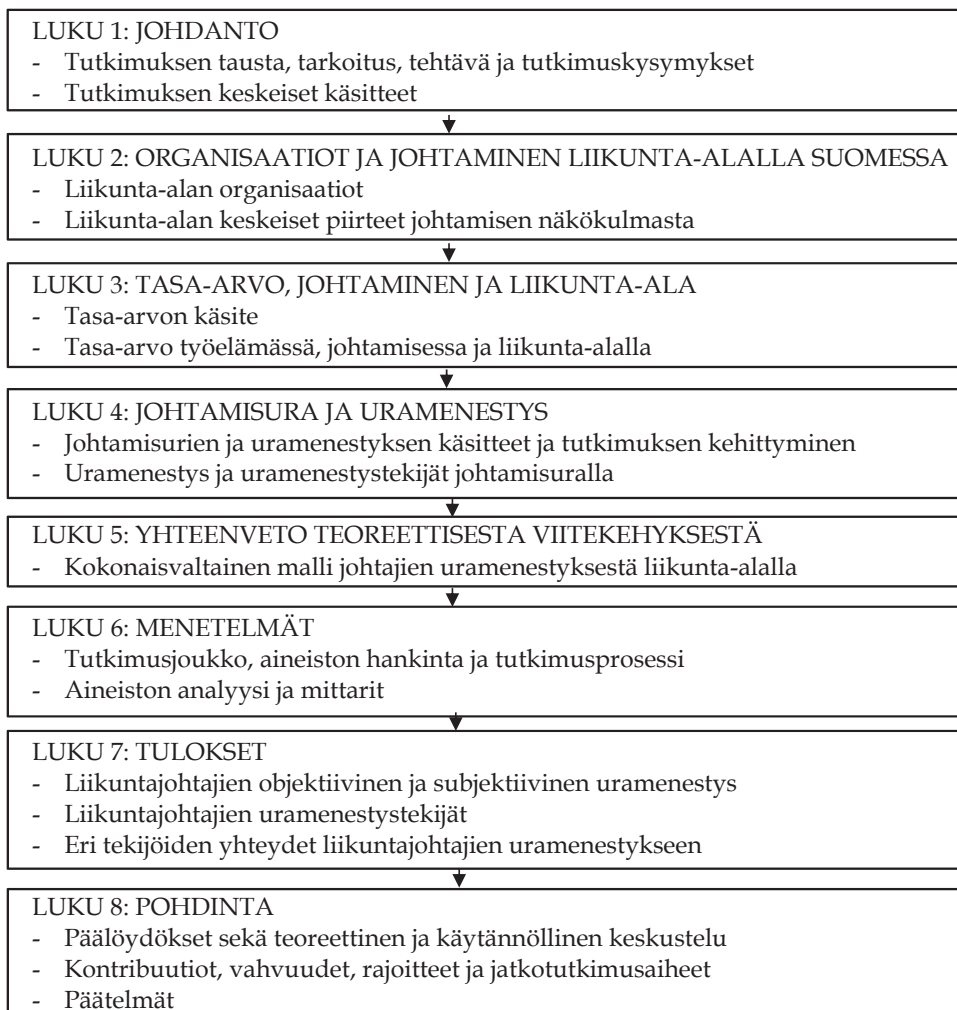 LUKU 1: JOHDANTO
- Tutkimuksen tausta, tarkoitus, tehtävä ja tutkimuskysymykset
- Tutkimuksen keskeiset käsitteet
LUKU 2: ORGANISAATIOT JA JOHTAMINEN LIIKUNTA-ALALLA SUOMESSA
- Liikunta-alan organisaatiot
- Liikunta-alan keskeiset piirteet johtamisen näkökulmasta
LUKU 3: TASA-ARVO, JOHTAMINEN JA LIIKUNTA-ALA
- Tasa-arvon käsite
- Tasa-arvo työelämässä, johtamisessa ja liikunta-alalla
LUKU 4: JOHTAMISURA JA URAMENESTYS
- Johtamisurien ja uramenestyksen käsitteet ja tutkimuksen kehittyminen
- Uramenestys ja uramenestystekijät johtamisuralla
LUKU 5: YHTEENVETO TEOREETTISESTA VIITEKEHYKSESTÄ
- Kokonaisvaltainen malli johtajien uramenestyksestä liikunta-alalla
LUKU 6: MENETELMÄT
- Tutkimusjoukko, aineiston hankinta ja tutkimusprosessi
- Aineiston analyysi ja mittarit
LUKU 7: TULOKSET
- Liikuntajohtajien objektiivinen ja subjektiivinen uramenestys
- Liikuntajohtajien uramenestystekijät
- Eri tekijöiden yhteydet liikuntajohtajien uramenestykseen
LUKU 8: POHDINTA
- Päälöydökset sekä teoreettinen ja käytännöllinen keskustelu
- Kontribuutiot, vahvuudet, rajoitteet ja jatkotutkimusaiheet
- Päätelmät